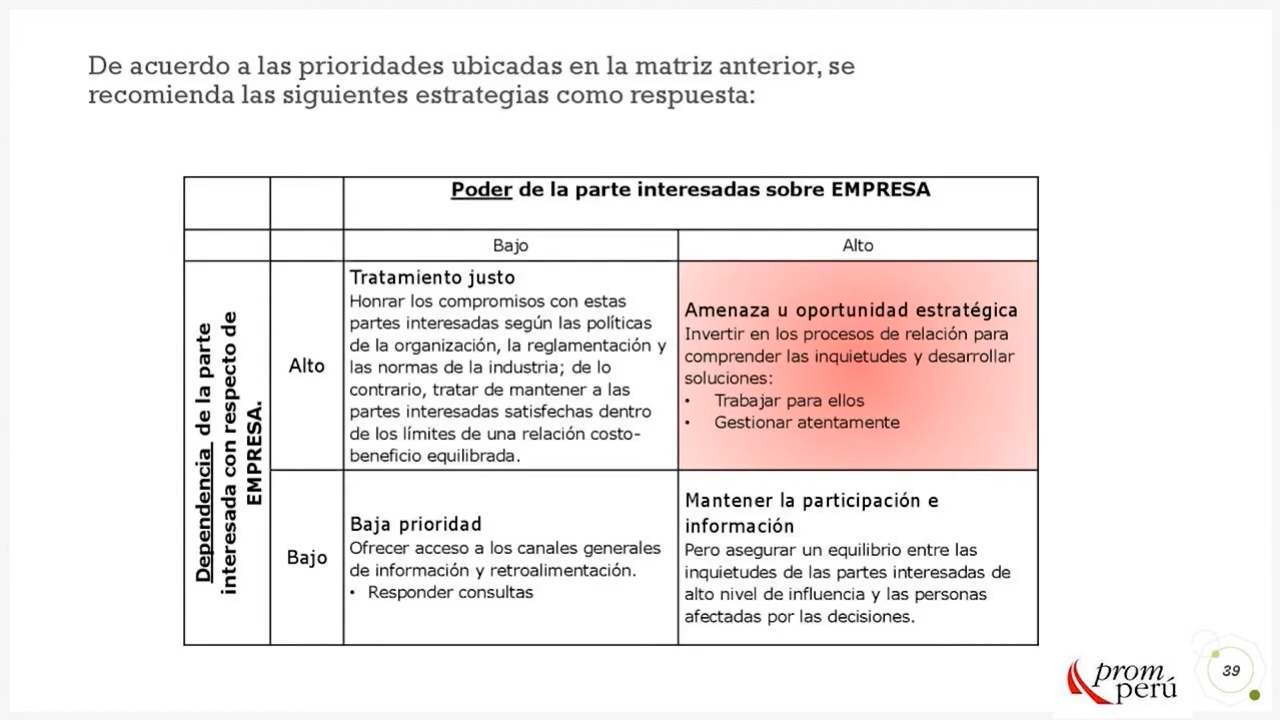 De acuerdo a las prioridades ubicadas en la matriz anterior, se
recomienda las siguientes estrategias como respuesta:
Poder de la parte interesadas sobre EMPRESA
Bajo
Alto
Dependencia de la parte
interesada con respecto de
EMPRESA.
Alto
Tratamiento justo
Honrar los compromisos con estas
partes interesadas según las políticas
de la organización, la reglamentación y
las normas de la industria; de lo
contrario, tratar de mantener a las
partes interesadas satisfechas dentro
de los límites de una relación costo-
beneficio equilibrada.
Amenaza u oportunidad estratégica
Invertir en los procesos de relación para
comprender las inquietudes y desarrollar
soluciones:
• Trabajar para ellos
• Gestionar atentamente
Bajo
Baja prioridad
Ofrecer acceso a los canales generales
de información y retroalimentación.
• Responder consultas
Mantener la participación e
información
Pero asegurar un equilibrio entre las
inquietudes de las partes interesadas de
alto nivel de influencia y las personas
afectadas por las decisiones.
prom
perú
39